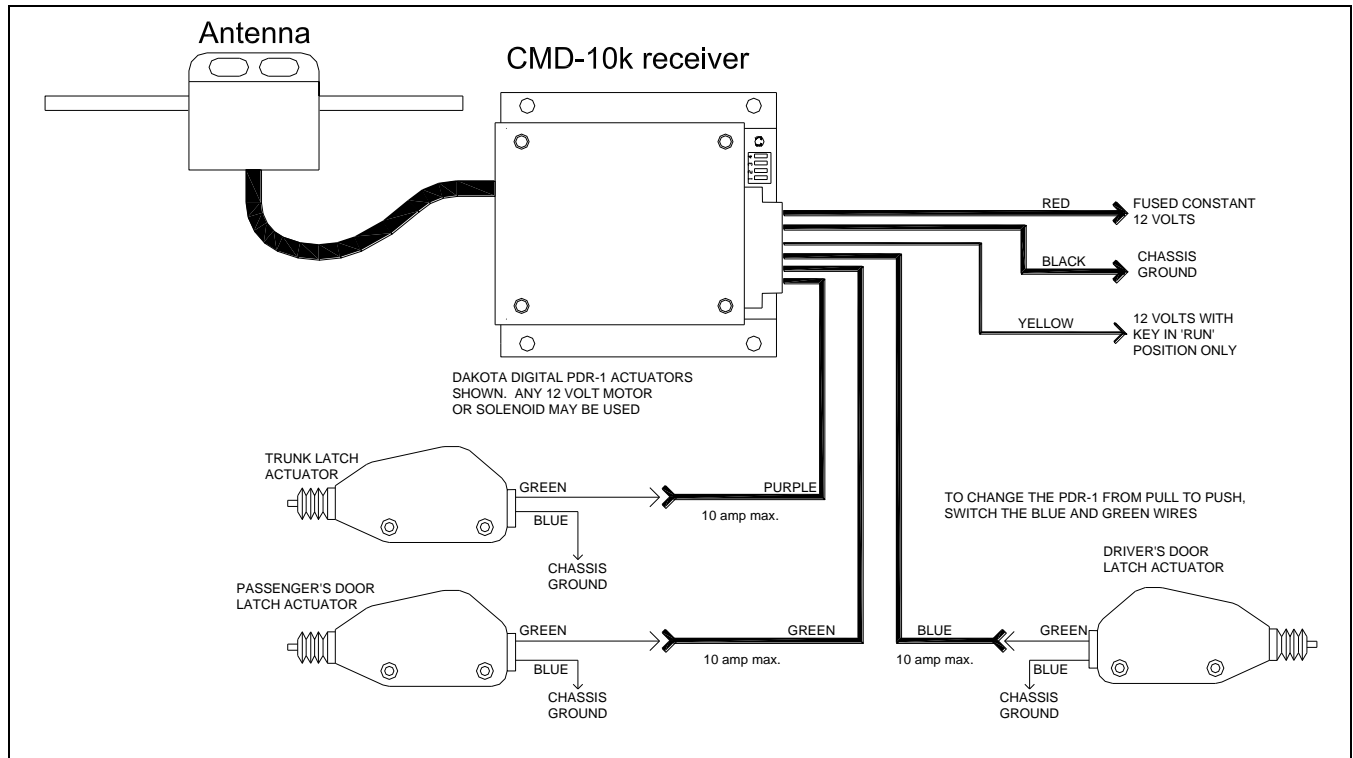 Antenna
CMD-10k receiver
RED
FUSED CONSTANT
12 VOLTS
BLACK
CHASSIS
GROUND
YELLOW
12 VOLTS WITH
KEY IN 'RUN'
POSITION ONLY
DAKOTA DIGITAL PDR-1 ACTUATORS
SHOWN. ANY 12 VOLT MOTOR
OR SOLENOID MAY BE USED
TRUNK LATCH
ACTUATOR
GREEN
BLUE
CHASSIS
GROUND
PURPLE
10 amp max.
TO CHANGE THE PDR-1 FROM PULL TO PUSH,
SWITCH THE BLUE AND GREEN WIRES
PASSENGER'S DOOR
LATCH ACTUATOR
GREEN
BLUE
CHASSIS
GROUND
GREEN
10 amp max.
BLUE
10 amp max.
DRIVER'S DOOR
LATCH ACTUATOR
GREEN
BLUE
CHASSIS
GROUND